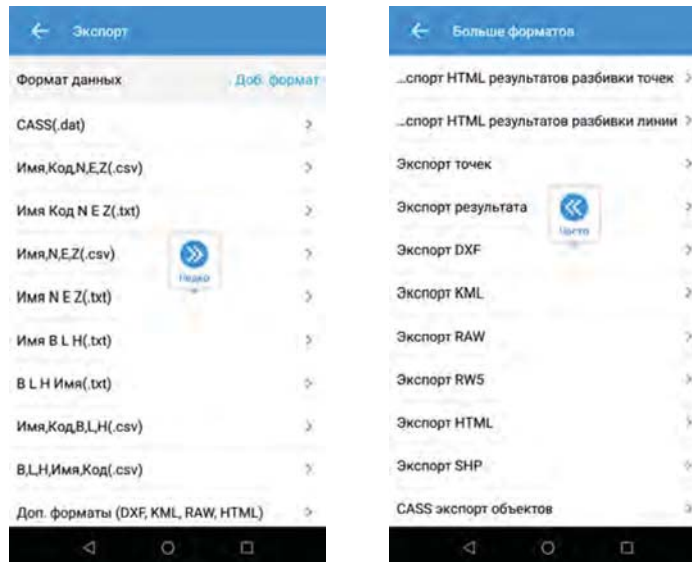 Экспорт
Формат данных
Доб. формат
CASS(.dat)
Имя,Код,N,E,Z(.csv)
Имя Код N E Z(.txt)
Имя,N,E,Z(.csv)
Имя N E Z(.txt)
Имя B L H(.txt)
B L H Имя(.txt)
Имя,Код,B,L,H(.csv)
B,L,H,Имя,Код(.csv)
Доп. форматы (DXF, KML, RAW, HTML)
Больше форматов
...спорт HTML результатов разбивки точек
...спорт HTML результатов разбивки линии
Экспорт точек
Экспорт результата
Экспорт DXF
Экспорт KML
Экспорт RAW
Экспорт RW5
Экспорт HTML
Экспорт SHP
CASS экспорт объектов